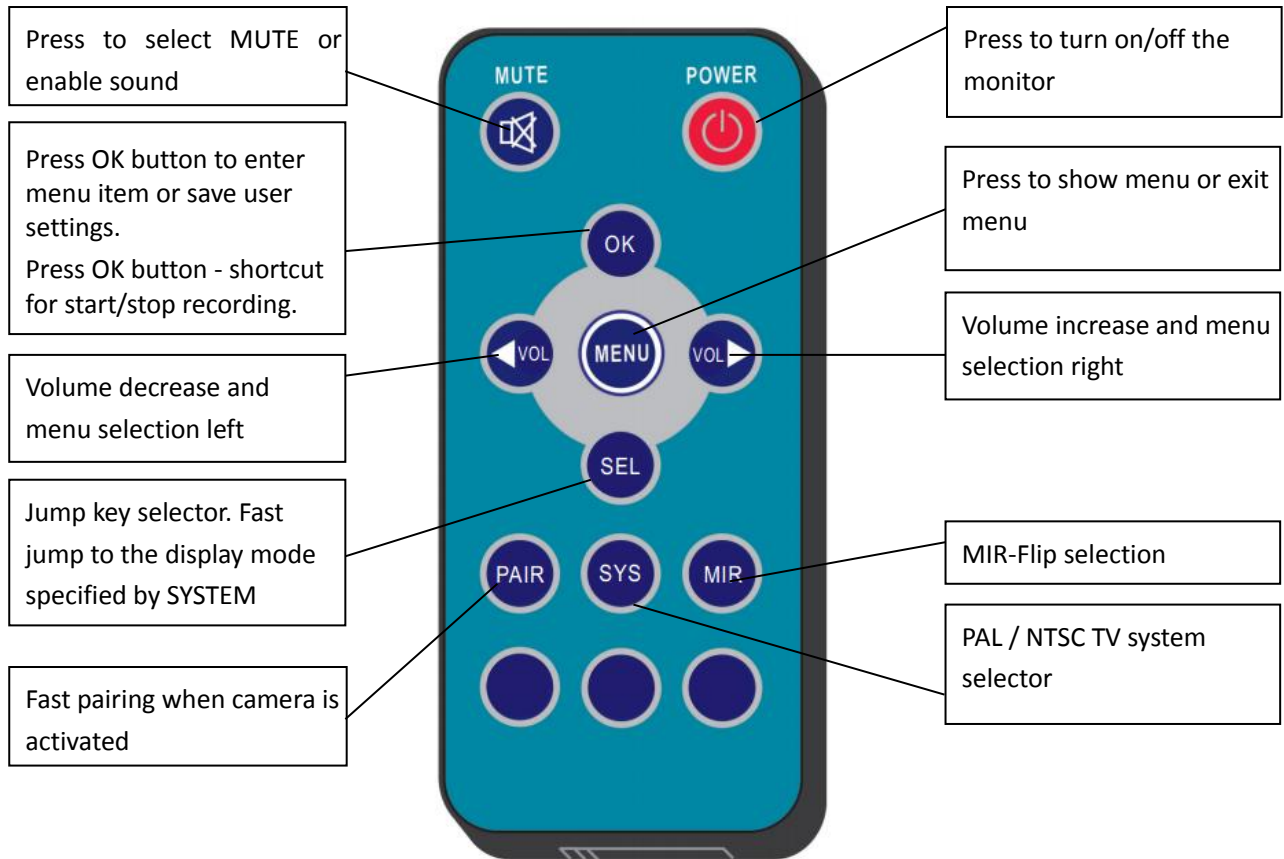 Press to select MUTE or
enable sound
Press OK button to enter
menu item or save user
settings.
Press OK button - shortcut
for start/stop recording.
Volume decrease and
menu selection left
Jump key selector. Fast
jump to the display mode
specified by SYSTEM
Fast pairing when camera is
activated
MUTE
POWER
OK
VOL
MENU
VOL
SEL
PAIR
SYS
MIR
Press to turn on/off the
monitor
Press to show menu or exit
menu
Volume increase and menu
selection right
MIR-Flip selection
PAL / NTSC TV system
selector